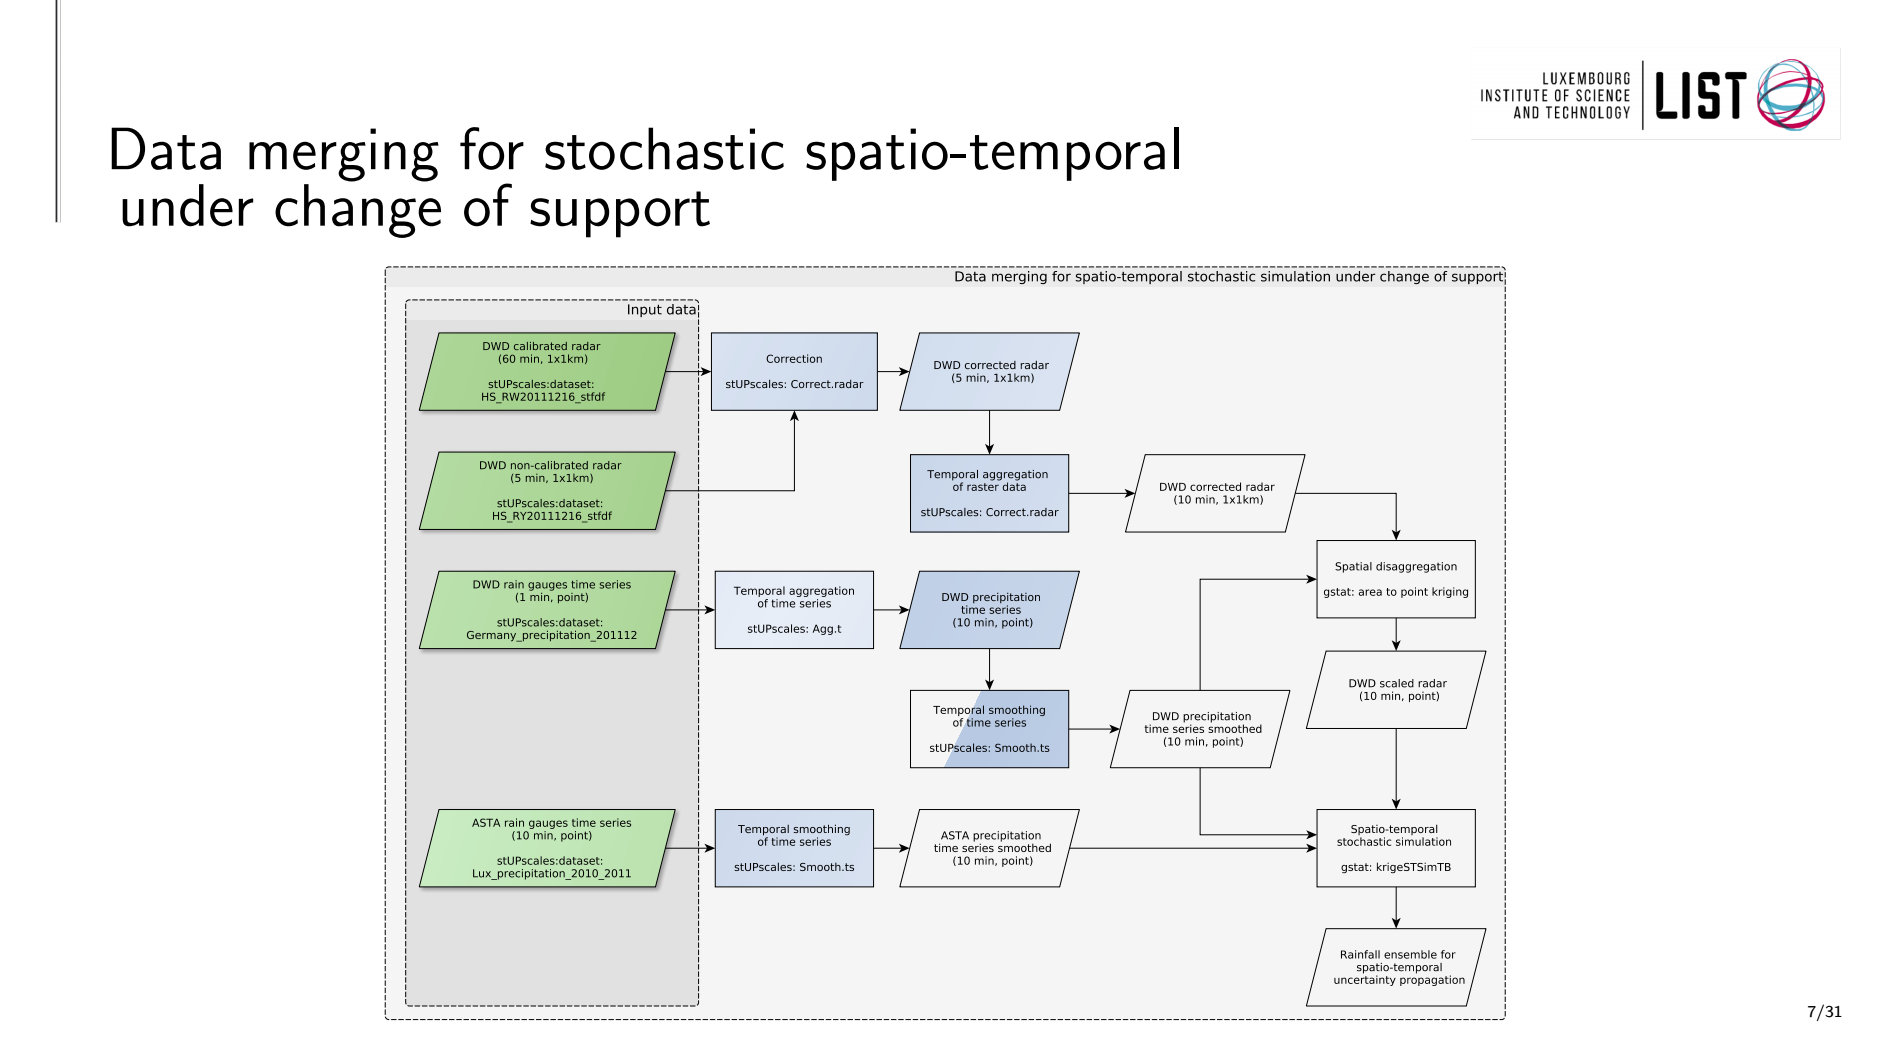 LUXEMBOURG
INSTITUTE OF SCIENCE
AND TECHNOLOGY
LIST
Data merging for stochastic spatio-temporal
under change of support
Data merging for spatio-temporal stochastic simulation under change of support
Input data
DWD calibrated radar
(60 min, 1x1km)
stUPscales:dataset:
HS_RW20111216_stfdf
Correction
stUPscales: Correct.radar
DWD corrected radar
(5 min, 1x1km)
DWD non-calibrated radar
(5 min, 1x1km)
stUPscales:dataset:
HS_RY20111216_stfdf
Temporal aggregation
of raster data
stUPscales: Correct.radar
DWD corrected radar
(10 min, 1x1km)
Spatial disaggregation
gstat: area to point kriging
DWD rain gauges time series
(1 min, point)
stUPscales:dataset:
Germany_precipitation_201112
Temporal aggregation
of time series
stUPscales: Agg.t
DWD precipitation
time series
(10 min, point)
DWD scaled radar
(10 min, point)
Temporal smoothing
of time series
stUPscales: Smooth.ts
DWD precipitation
time series smoothed
(10 min, point)
ASTA rain gauges time series
(10 min, point)
stUPscales:dataset:
Lux_precipitation_2010_2011
Temporal smoothing
of time series
stUPscales: Smooth.ts
ASTA precipitation
time series smoothed
(10 min, point)
Spatio-temporal
stochastic simulation
gstat: krigeSTSimTB
Rainfall ensemble for
spatio-temporal
uncertainty propagation
7/31